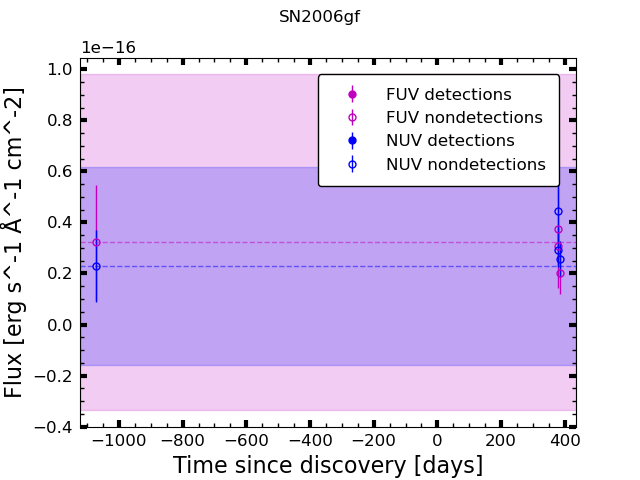 SN2006gf
1e−16
1.0
0.8
0.6
0.4
0.2
0.0
−0.2
−0.4
Flux [erg s^-1 Å^-1 cm^-2]
FUV detections
FUV nondetections
NUV detections
NUV nondetections
−1000 −800 −600 −400 −200 0 200 400
Time since discovery [days]